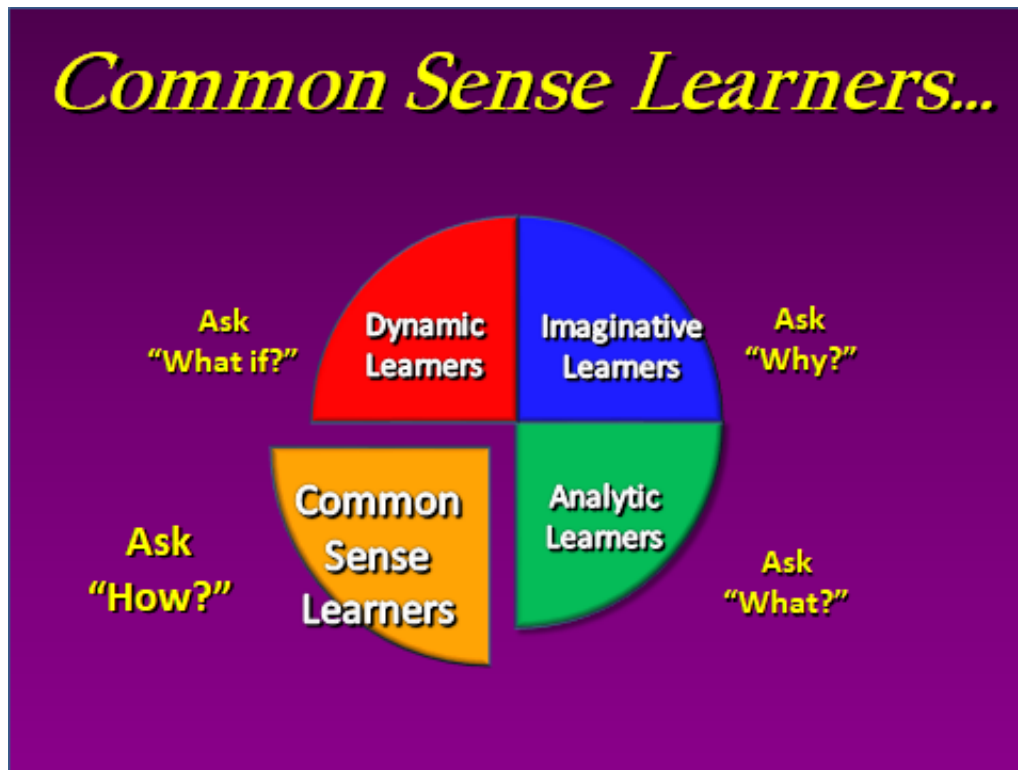 Common Sense Learners...
Ask
“What if?”
Dynamic
Learners
Imaginative
Learners
Ask
“Why?”
Common
Sense
Learners
Ask
“How?”
Analytic
Learners
Ask
“What?”